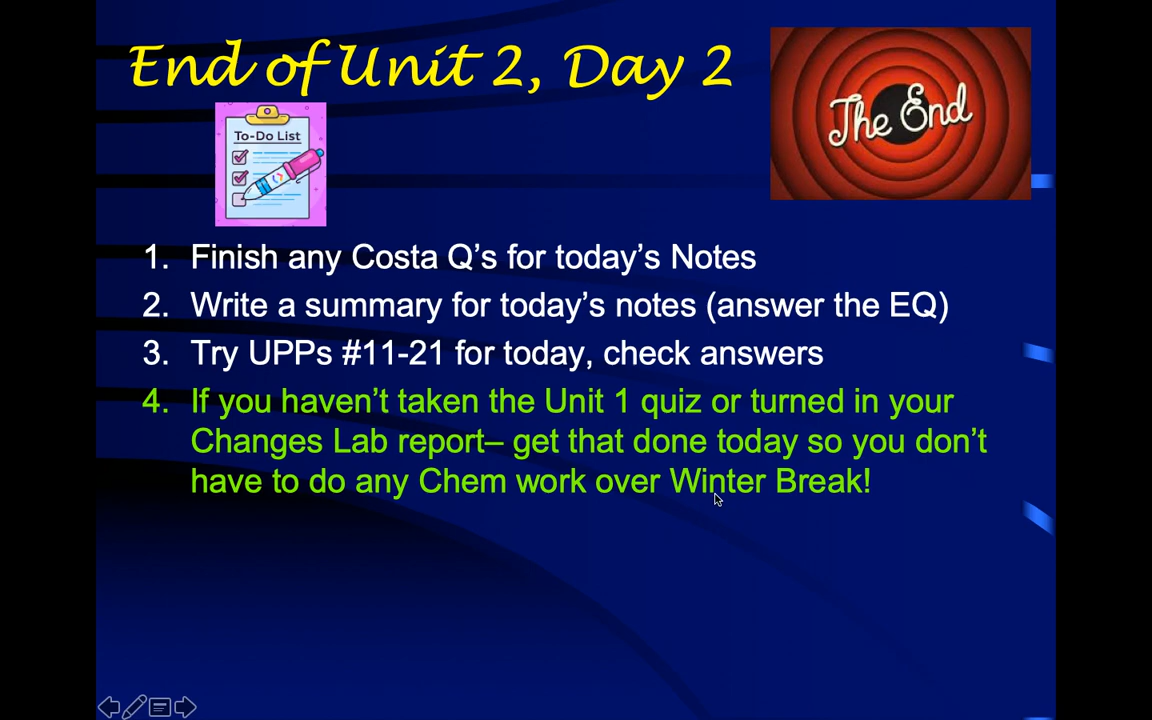 End of Unit 2, Day 2
The End
To-Do List
1. Finish any Costa Q’s for today’s Notes
2. Write a summary for today’s notes (answer the EQ)
3. Try UPPs #11-21 for today, check answers
4. If you haven’t taken the Unit 1 quiz or turned in your
Changes Lab report– get that done today so you don’t
have to do any Chem work over Winter Break!